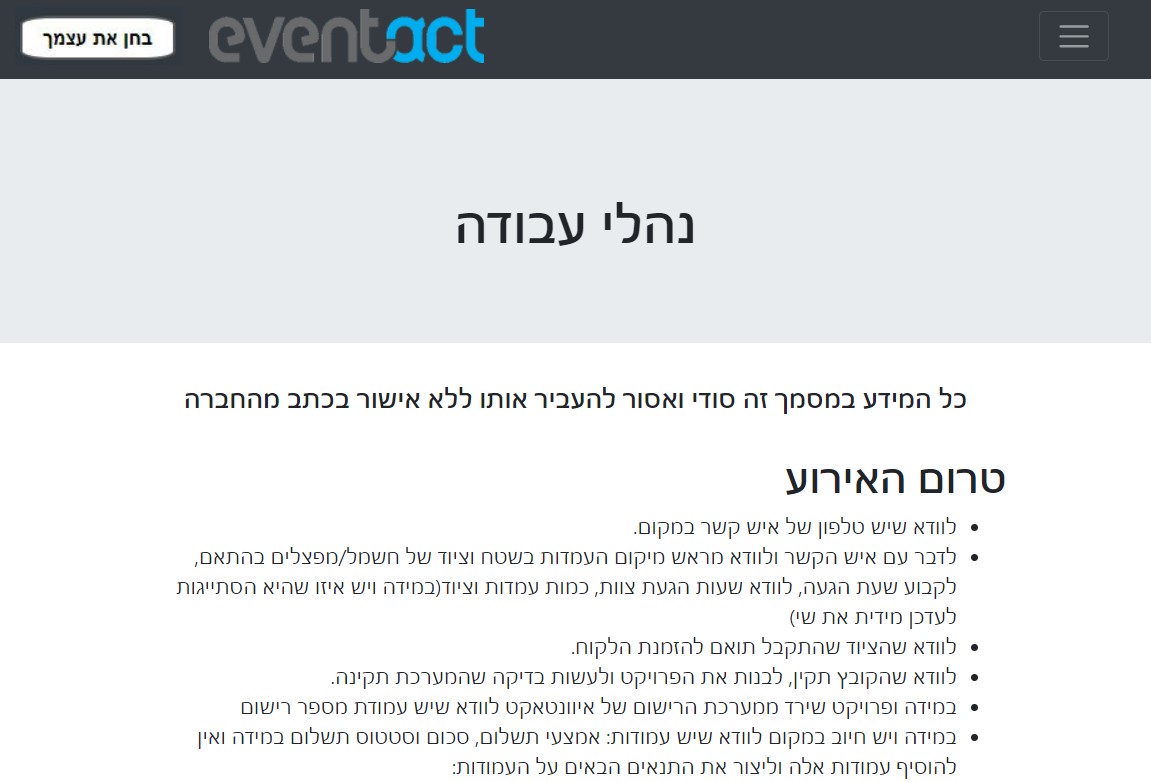 בחן את עצמך
eventact
נהלי עבודה
כל המידע במסמך זה סודי ואסור להעביר אותו ללא אישור בכתב מהחברה
טרום האירוע
לוודא שיש טלפון של איש קשר במקום.
לדבר עם איש הקשר ולוודא מראש מיקום העמדות בשטח וציוד של חשמל/מפצלים בהתאם,
לקבוע שעת הגעה, לוודא שעות הגעת צוות, כמות עמדות וציוד(במידה ויש איזו שהיא הסתייגות
לעדכן מידית את שי)
לוודא שהציוד שהתקבל תואם להזמנת הלקוח.
לוודא שהקובץ תקין, לבנות את הפרויקט ולעשות בדיקה שהמערכת תקינה.
במידה ופרויקט שירד ממערכת הרישום של איוונטאקט לוודא שיש עמודת מספר רישום
במידה ויש חיוב במקום לוודא שיש עמודות: אמצעי תשלום, סכום וסטטוס תשלום במידה ואין
להוסיף עמודות אלה וליצור את התנאים הבאים על העמודות: